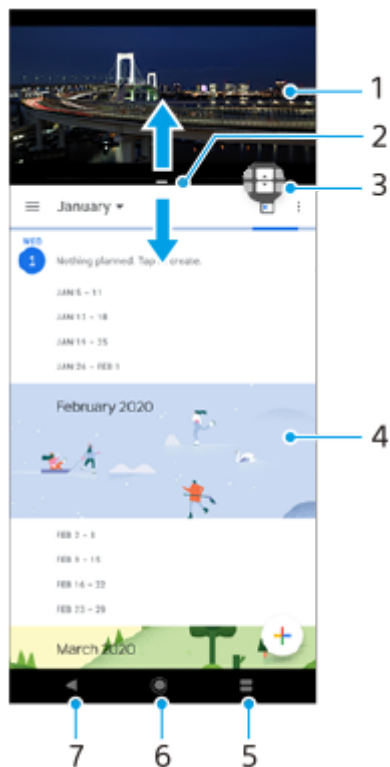 1
2
3
January
WED
1
Nothing planned. Tap to create.
JAN 5 – 11
JAN 12 – 18
JAN 19 – 25
JAN 26 – FEB 1
February 2020
4
FEB 2 – 8
FEB 9 – 15
FEB 16 – 22
FEB 23 – 29
March 2020
7
6
5